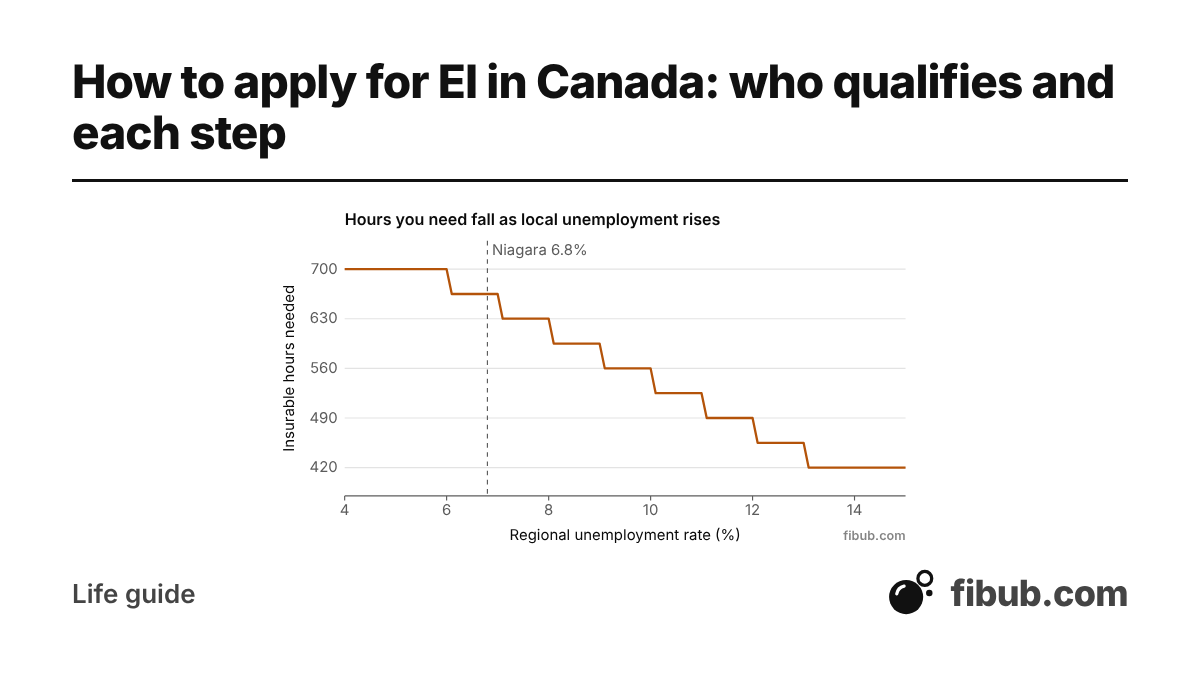 How to apply for EI in Canada: who qualifies and
each step
Hours you need fall as local unemployment rises
Niagara 6.8%
700
630
560
490
420
Insurable hours needed
4 6 8 10 12 14
Regional unemployment rate (%)
fibub.com
Life guide
fibub.com